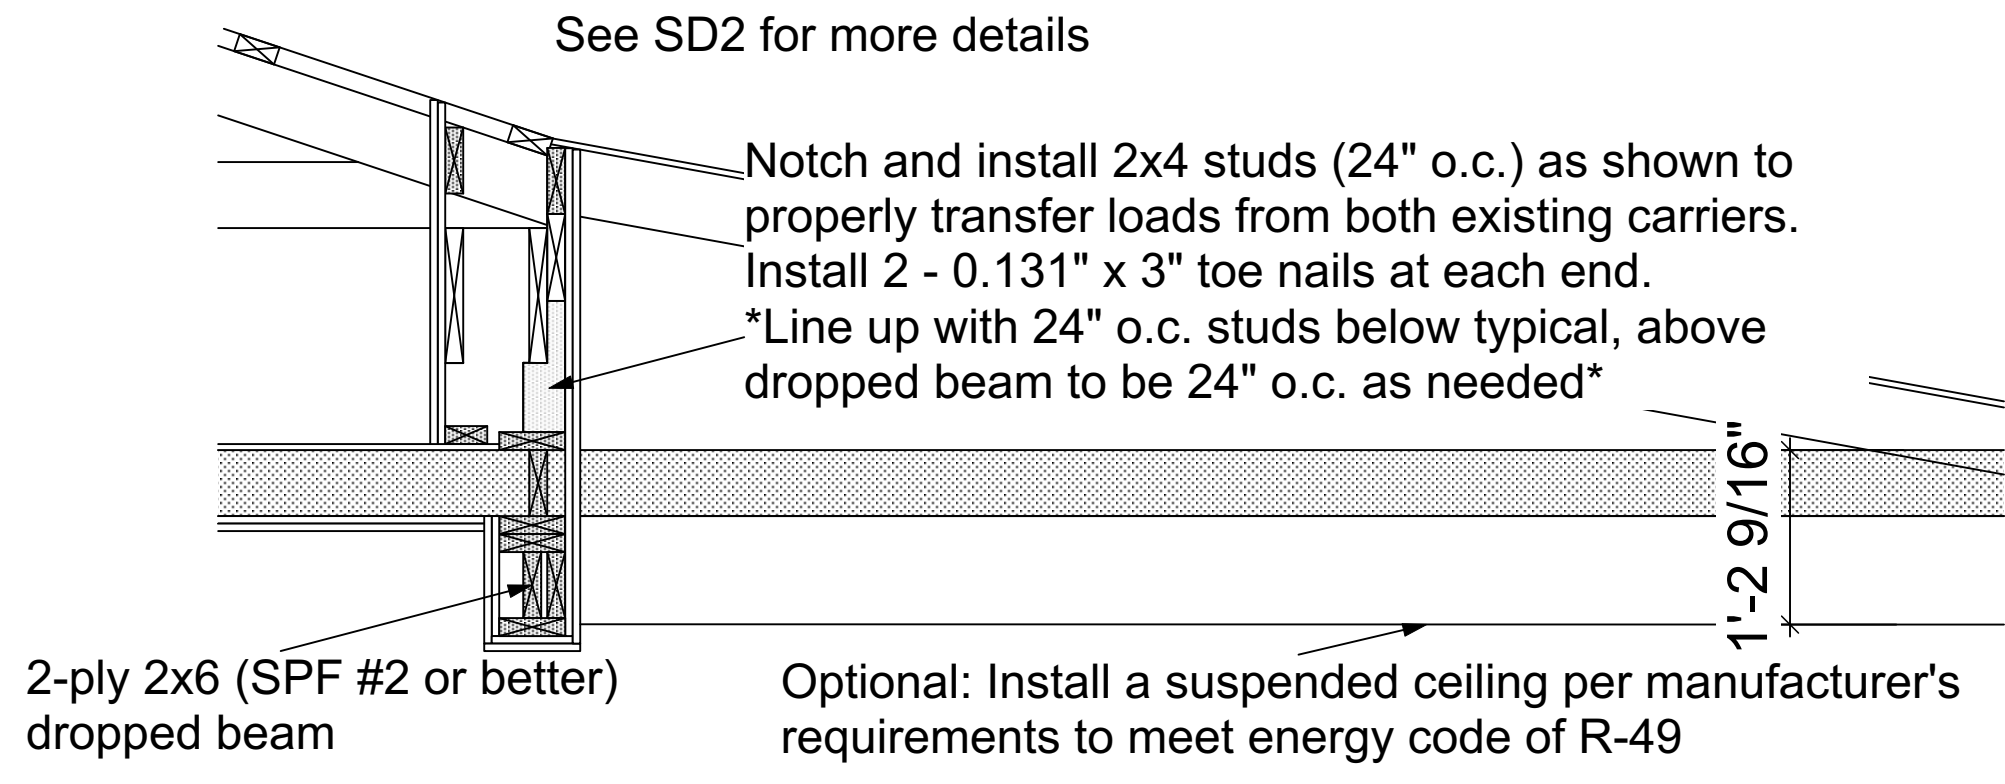 See SD2 for more details
Notch and install 2x4 studs (24" o.c.) as shown to
properly transfer loads from both existing carriers.
Install 2 - 0.131" x 3" toe nails at each end.
*Line up with 24" o.c. studs below typical, above
dropped beam to be 24" o.c. as needed*
1'-2 9/16"
2-ply 2x6 (SPF #2 or better)
dropped beam
Optional: Install a suspended ceiling per manufacturer's
requirements to meet energy code of R-49